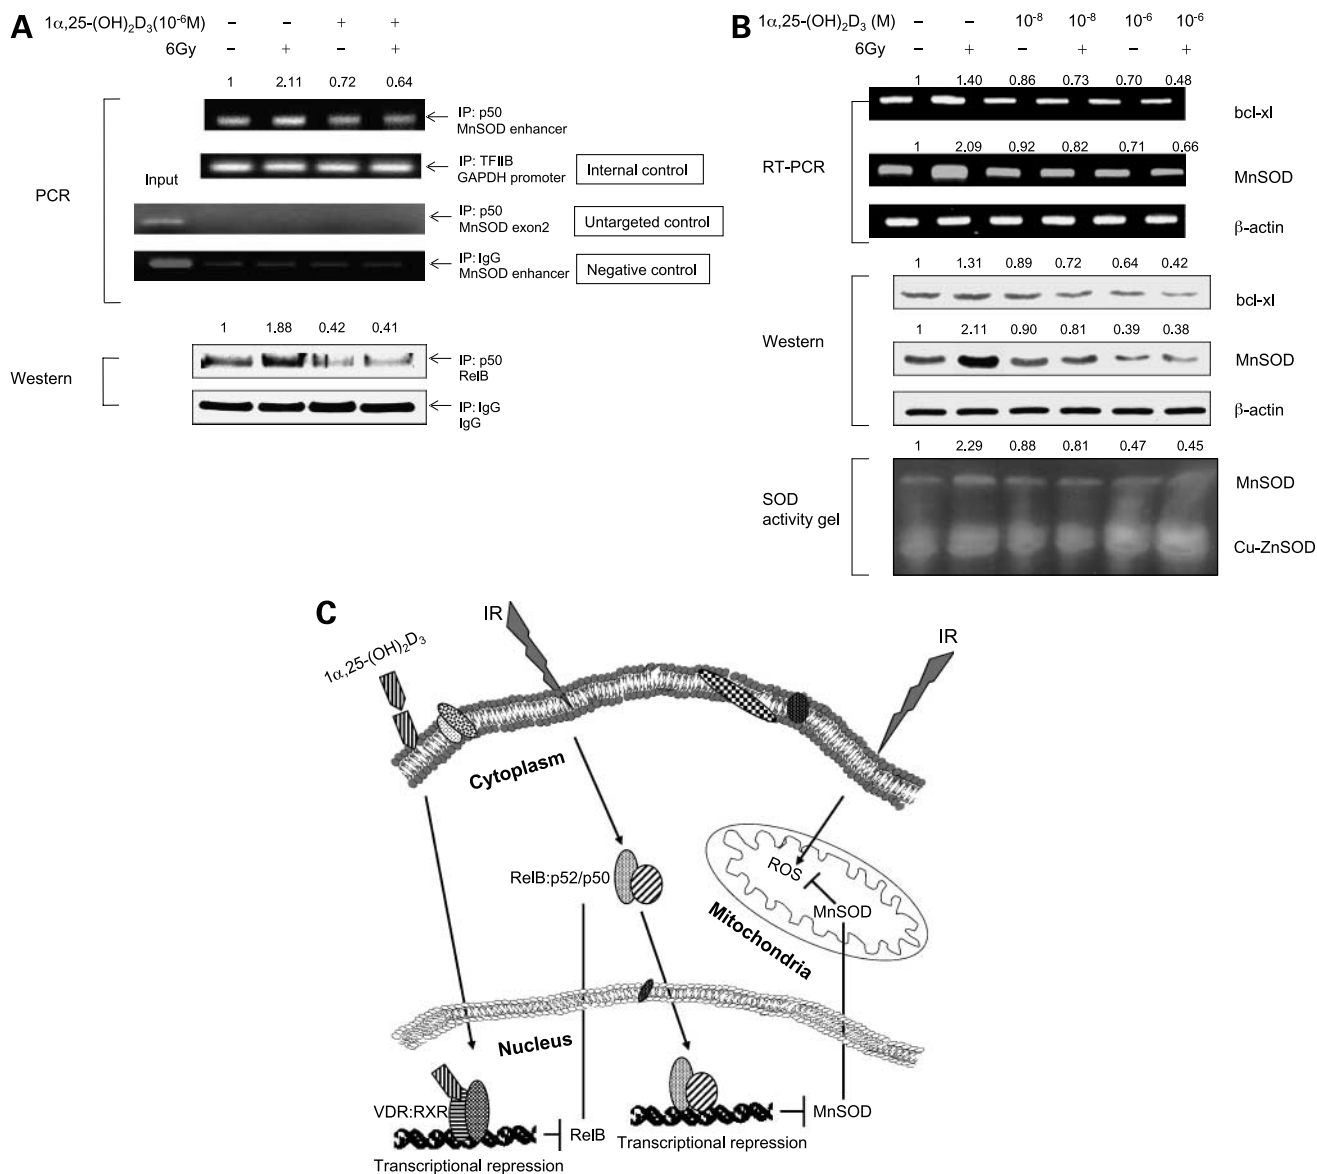 A
1α,25-(OH)₂D₃(10⁻⁶M) – – + +
6Gy – + – +
1 2.11 0.72 0.64
IP: p50
MnSOD enhancer
IP: TFIIB
GAPDH promoter
Internal control
PCR
Input
IP: p50
MnSOD exon2
Untargeted control
IP: IgG
MnSOD enhancer
Negative control
1 1.88 0.42 0.41
Western
IP: p50
RelB
IP: IgG
IgG
B
1α,25-(OH)₂D₃ (M) – – 10⁻⁸ 10⁻⁸ 10⁻⁶ 10⁻⁶
6Gy – + – + – +
1 1.40 0.86 0.73 0.70 0.48
bcl-xl
RT-PCR
1 2.09 0.92 0.82 0.71 0.66
MnSOD
β-actin
1 1.31 0.89 0.72 0.64 0.42
bcl-xl
Western
1 2.11 0.90 0.81 0.39 0.38
MnSOD
β-actin
1 2.29 0.88 0.81 0.47 0.45
MnSOD
SOD
activity gel
Cu-ZnSOD
C
IR
IR
1α,25-(OH)₂D₃
Cytoplasm
RelB:p52/p50
ROS
MnSOD
Mitochondria
Nucleus
VDR:RXR
RelB
Transcriptional repression
MnSOD
Transcriptional repression